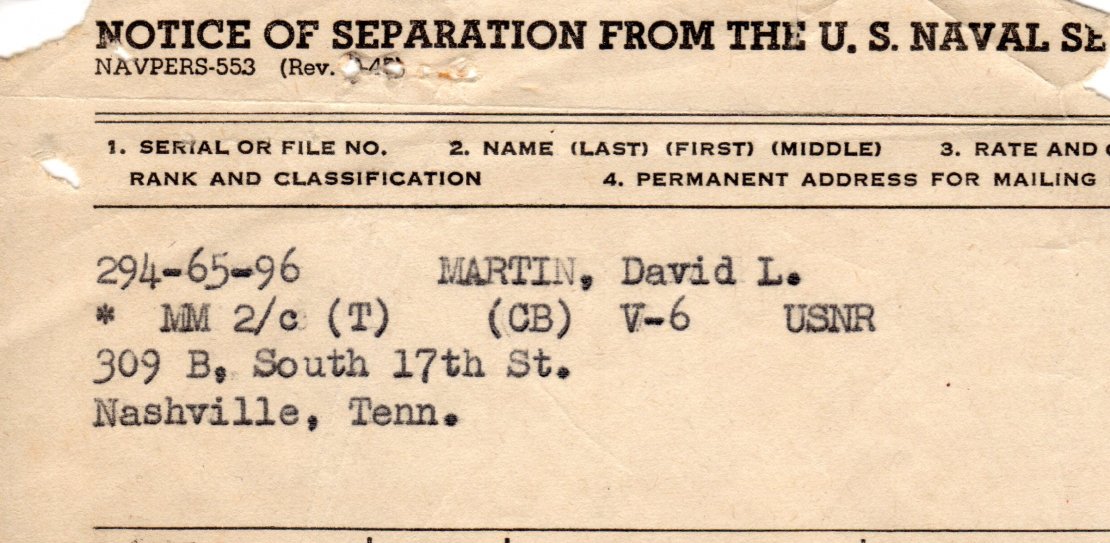 NOTICE OF SEPARATION FROM THE U. S. NAVAL
NAVPERS-553 (Rev.
1. SERIAL OR FILE NO. 2. NAME (LAST) (FIRST) (MIDDLE) 3. RATE AND
RANK AND CLASSIFICATION 4. PERMANENT ADDRESS FOR MAILING
294-65-96 MARTIN, David L.
* MM 2/c (T) (CB) V-6 USNR
309 B, South 17th St.
Nashville, Tenn.